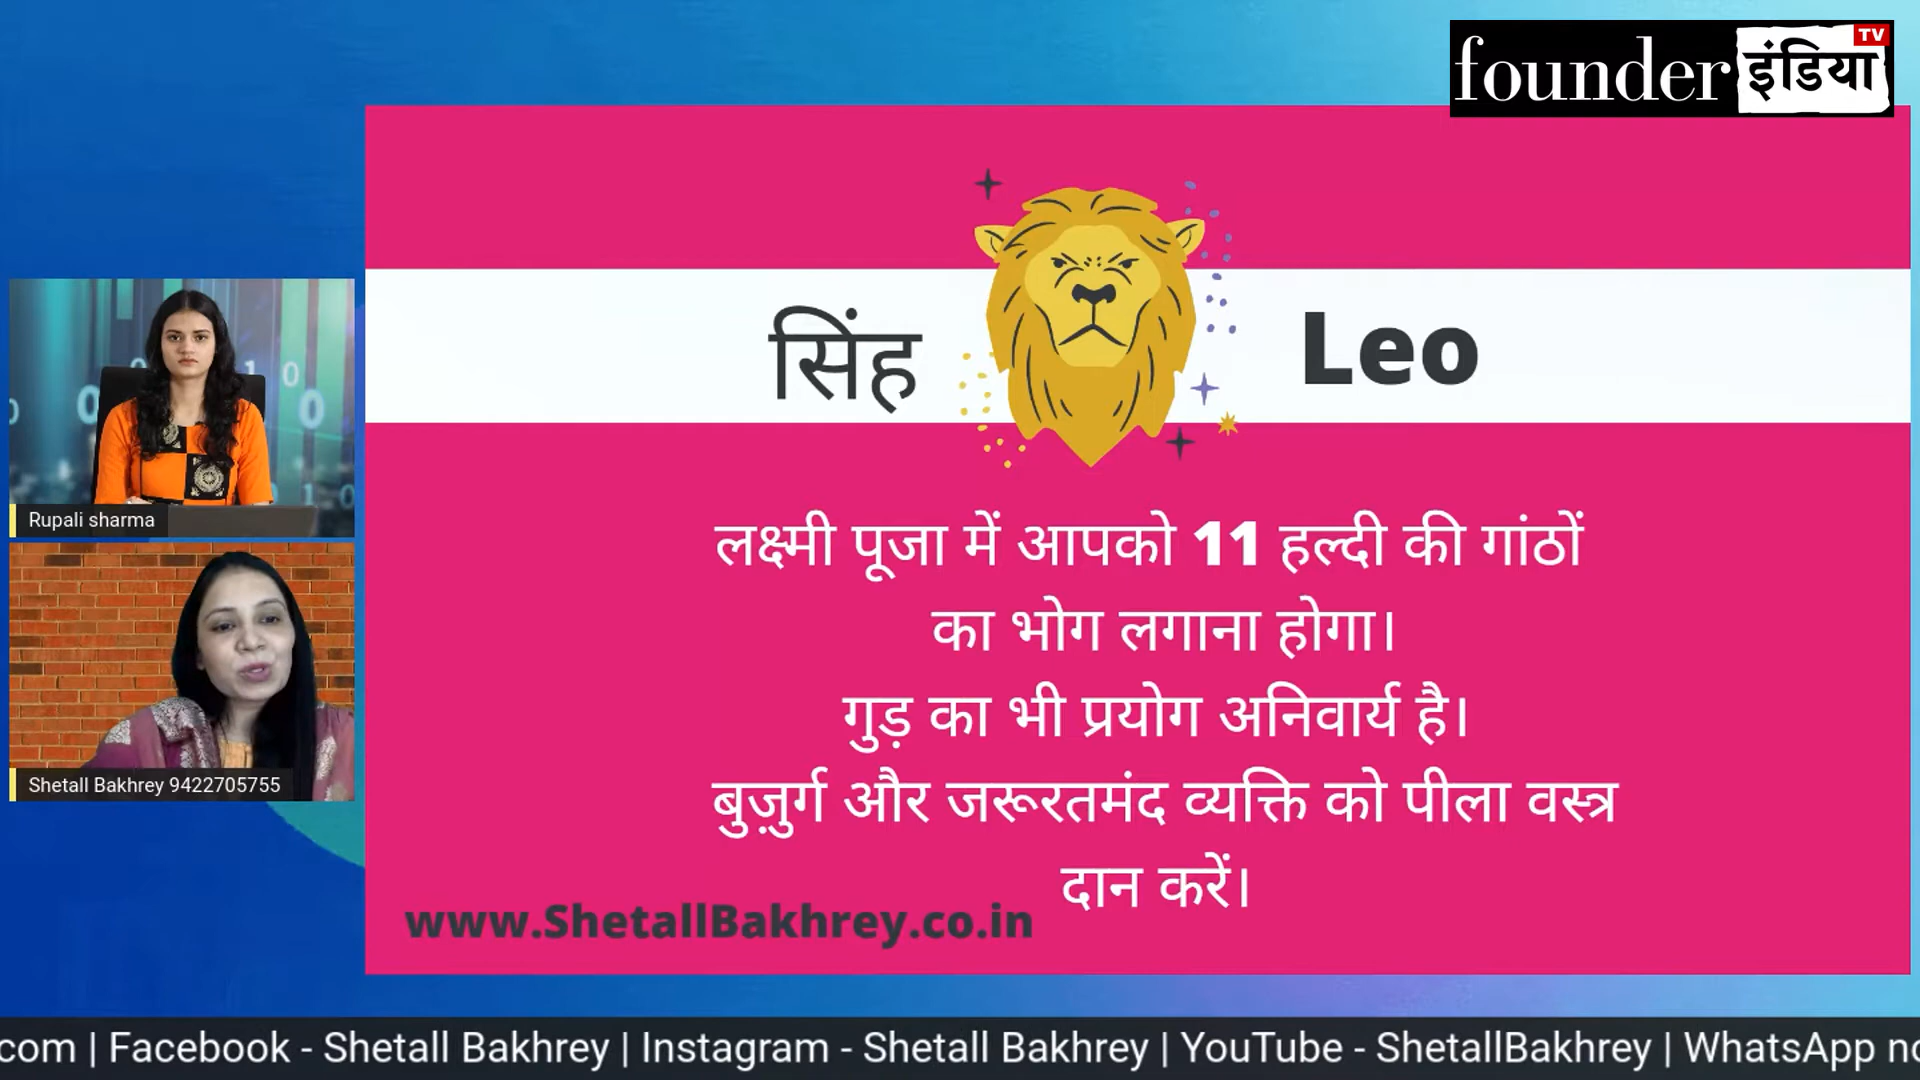 founder इंडिया TV
सिंह
Leo
लक्ष्मी पूजा में आपको 11 हल्दी की गांठों
का भोग लगाना होगा।
गुड़ का भी प्रयोग अनिवार्य है।
बुज़ुर्ग और जरूरतमंद व्यक्ति को पीला वस्त्र
दान करें।
www.ShetallBakhrey.co.in
Rupali sharma
Shetall Bakhrey 9422705755
com | Facebook - Shetall Bakhrey | Instagram - Shetall Bakhrey | YouTube - ShetallBakhrey | WhatsApp no